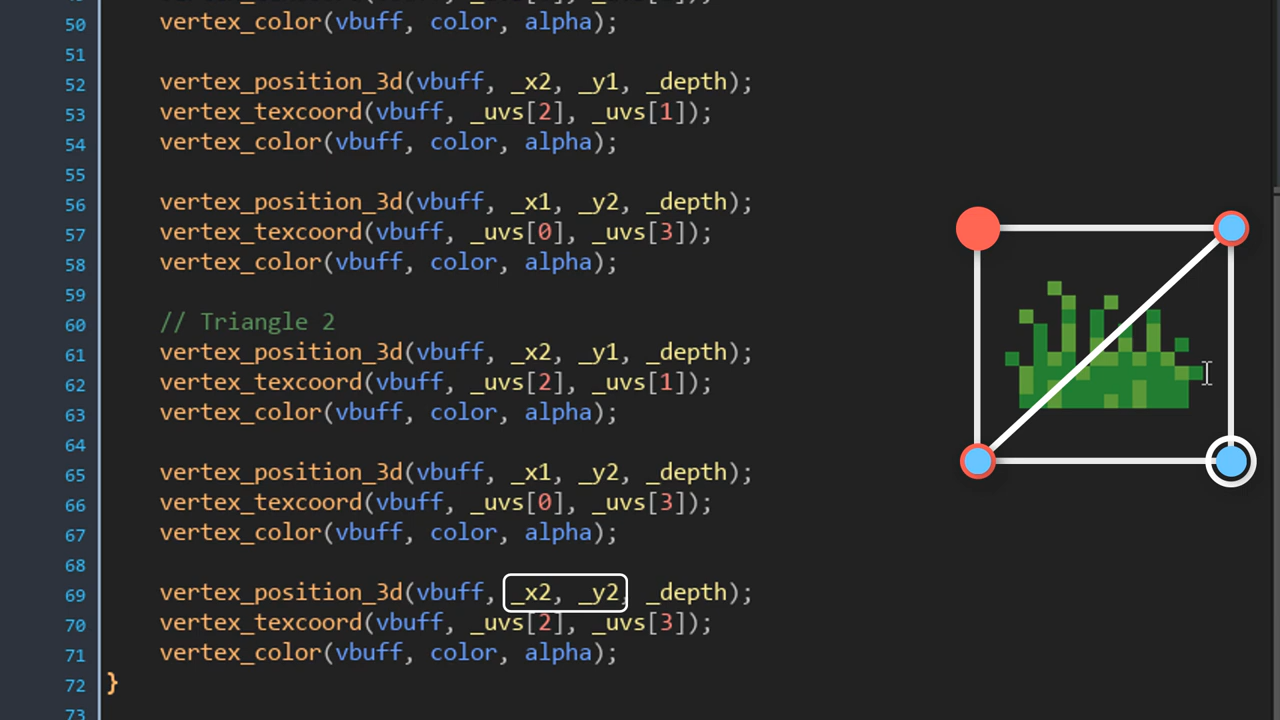 50 vertex_color(vbuff, color, alpha);
51
52 vertex_position_3d(vbuff, _x2, _y1, _depth);
53 vertex_texcoord(vbuff, _uvs[2], _uvs[1]);
54 vertex_color(vbuff, color, alpha);
55
56 vertex_position_3d(vbuff, _x1, _y2, _depth);
57 vertex_texcoord(vbuff, _uvs[0], _uvs[3]);
58 vertex_color(vbuff, color, alpha);
59
60 // Triangle 2
61 vertex_position_3d(vbuff, _x2, _y1, _depth);
62 vertex_texcoord(vbuff, _uvs[2], _uvs[1]);
63 vertex_color(vbuff, color, alpha);
64
65 vertex_position_3d(vbuff, _x1, _y2, _depth);
66 vertex_texcoord(vbuff, _uvs[0], _uvs[3]);
67 vertex_color(vbuff, color, alpha);
68
69 vertex_position_3d(vbuff, _x2, _y2, _depth);
70 vertex_texcoord(vbuff, _uvs[2], _uvs[3]);
71 vertex_color(vbuff, color, alpha);
72 }
73